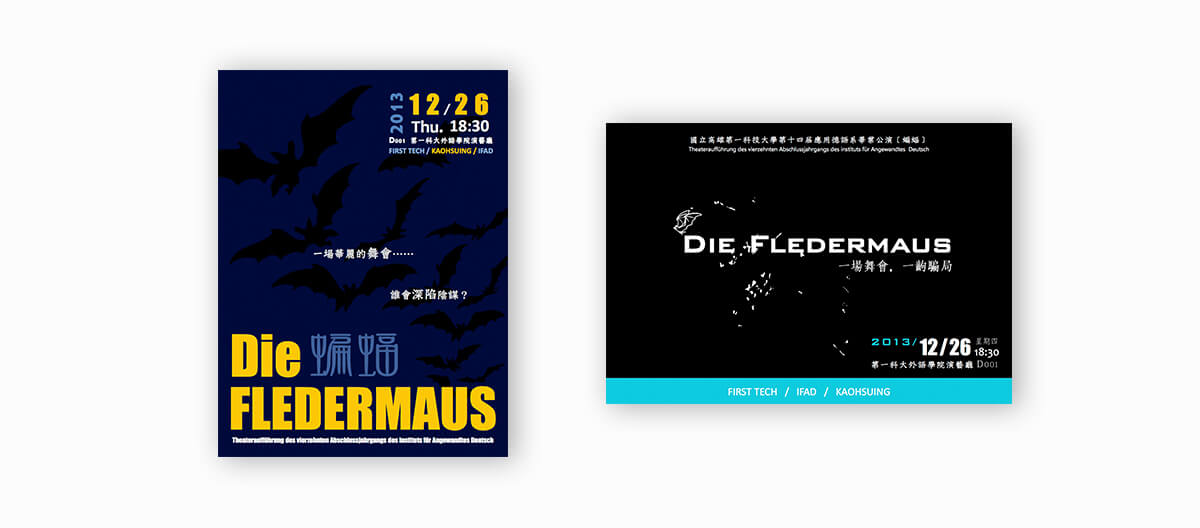 2013
12/26
Thu. 18:30
D001 第一科大外語學院演藝廳
FIRST TECH / KAOHSUING / IFAD
一場華麗的舞會……
誰會深陷陰謀？
Die 蝙蝠
FLEDERMAUS
Theateraufführung des vierzehnten Abschlussjahrgangs des Instituts für Angewandtes Deutsch
國立高雄第一科技大學第十四屆應用德語系畢業公演〔蝙蝠〕
Theateraufführung des vierzehnten Abschlussjahrgangs des instituts für Angewandtes Deutsch
DIE FLEDERMAUS
一場舞會，一齣騙局
2013/ 12/26 星期四
18:30
第一科大外語學院演藝廳 D001
FIRST TECH / IFAD / KAOHSUING